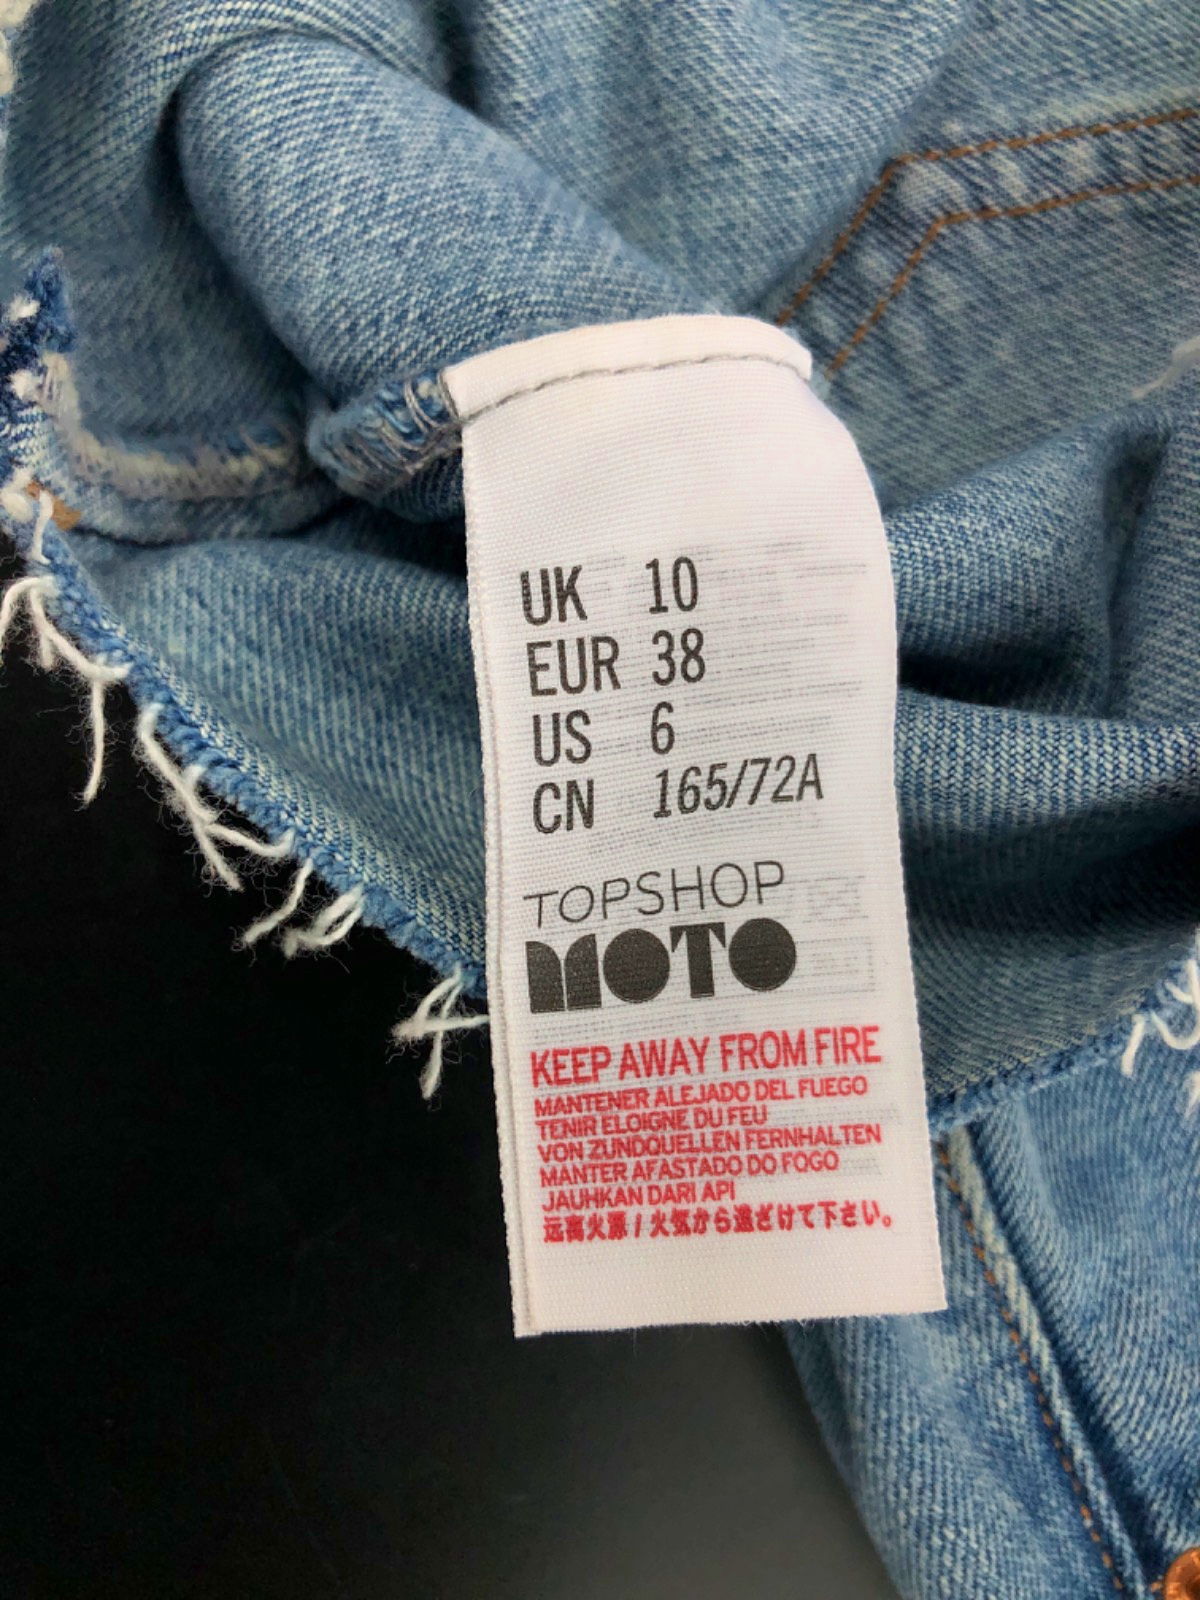 UK 10
EUR 38
US 6
CN 165/72A
TOPSHOP
MOTO
KEEP AWAY FROM FIRE
MANTENER ALEJADO DEL FUEGO
TENIR ELOIGNE DU FEU
VON ZUNDQUELLEN FERNHALTEN
MANTER AFASTADO DO FOGO
JAUHKAN DARI API
远离火源 / 火気から遠ざけて下さい。